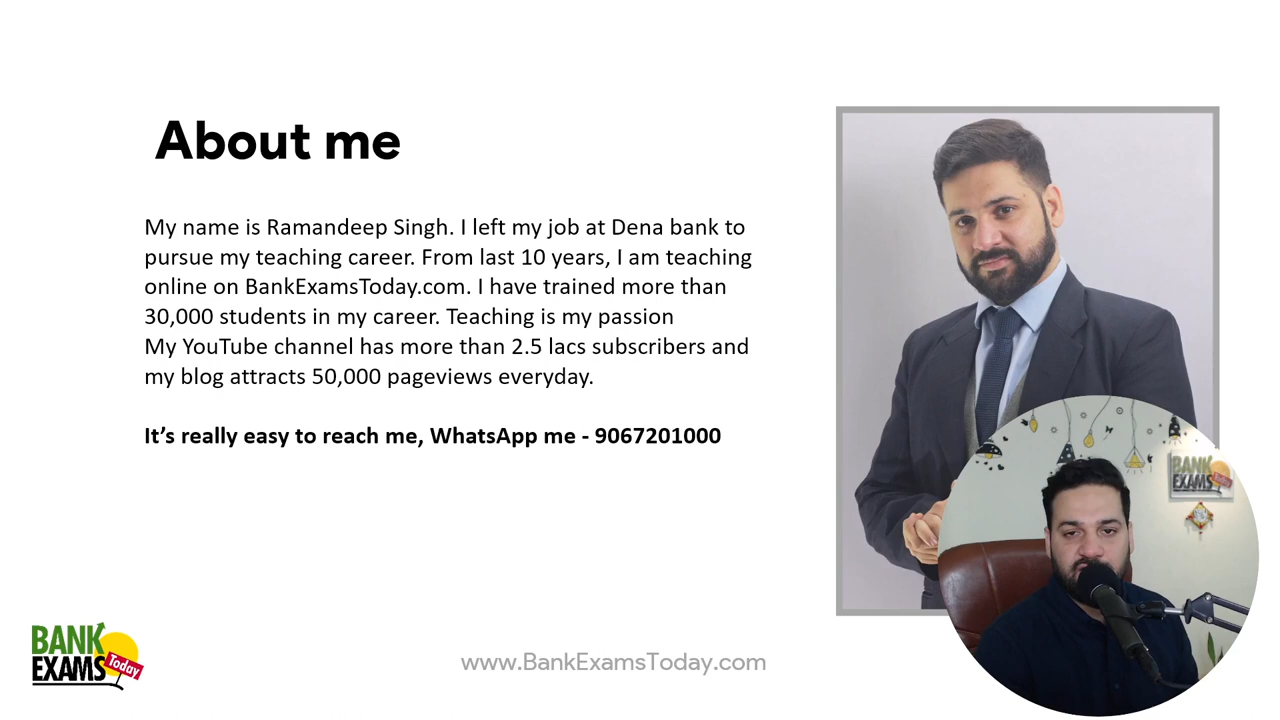 About me
My name is Ramandeep Singh. I left my job at Dena bank to
pursue my teaching career. From last 10 years, I am teaching
online on BankExamsToday.com. I have trained more than
30,000 students in my career. Teaching is my passion
My YouTube channel has more than 2.5 lacs subscribers and
my blog attracts 50,000 pageviews everyday.
It’s really easy to reach me, WhatsApp me - 9067201000
BANK
EXAMS
Today
BANK
EXAMS
Today
www.BankExamsToday.com